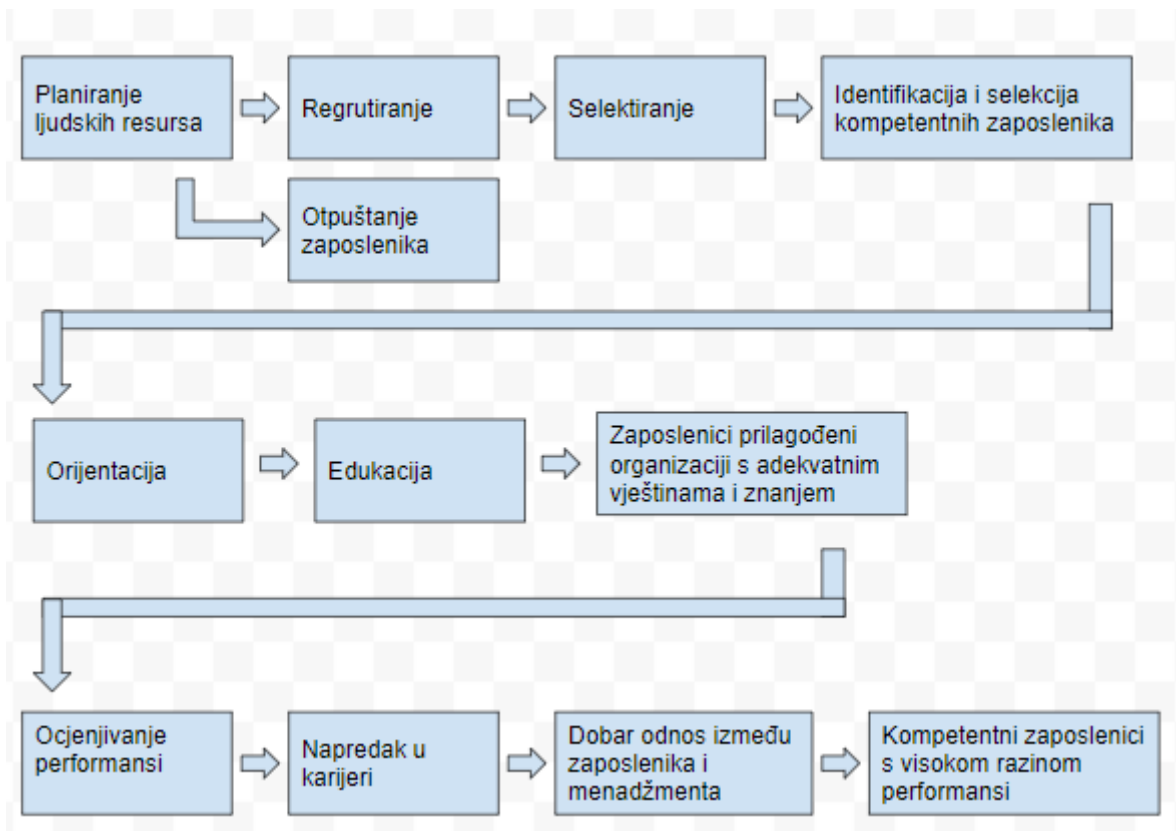 Planiranje
ljudskih resursa
Regrutiranje
Selektiranje
Identifikacija i selekcija
kompetentnih zaposlenika
Otpuštanje
zaposlenika
Orijentacija
Edukacija
Zaposlenici prilagođeni
organizaciji s adekvatnim
vještinama i znanjem
Ocjenjivanje
performansi
Napredak u
karijeri
Dobar odnos između
zaposlenika i
menadžmenta
Kompetentni zaposlenici
s visokom razinom
performansi